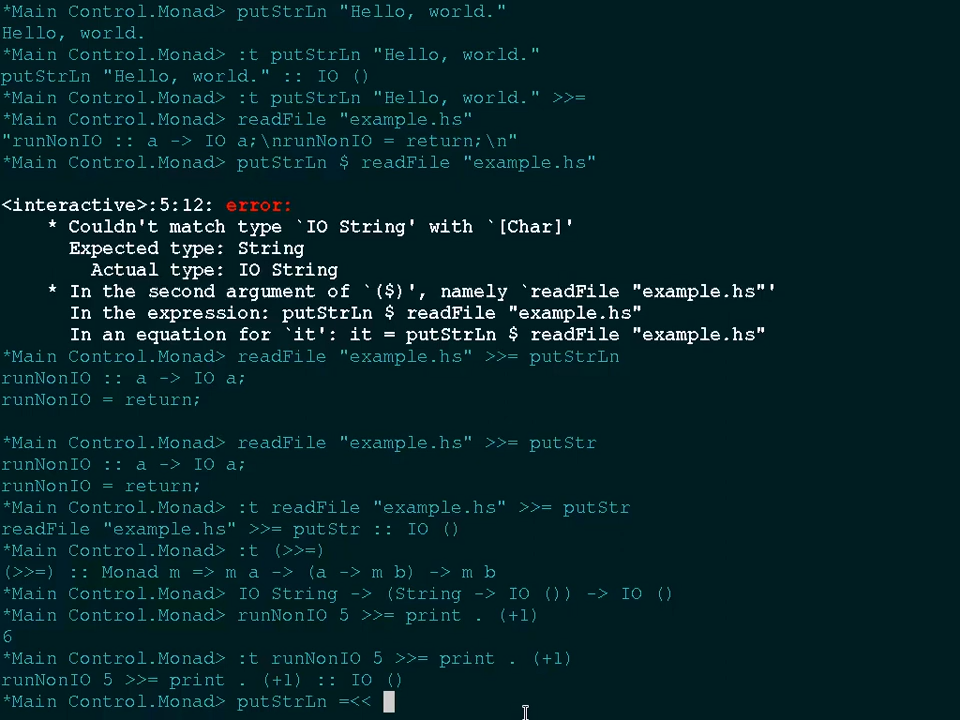 *Main Control.Monad> putStrLn "Hello, world."
Hello, world.
*Main Control.Monad> :t putStrLn "Hello, world."
putStrLn "Hello, world." :: IO ()
*Main Control.Monad> :t putStrLn "Hello, world." >>=
*Main Control.Monad> readFile "example.hs"
"runNonIO :: a -> IO a;\nrunNonIO = return;\n"
*Main Control.Monad> putStrLn $ readFile "example.hs"
<interactive>:5:12: error:
* Couldn't match type `IO String' with `[Char]'
Expected type: String
Actual type: IO String
* In the second argument of `($)', namely `readFile "example.hs"'
In the expression: putStrLn $ readFile "example.hs"
In an equation for `it': it = putStrLn $ readFile "example.hs"
*Main Control.Monad> readFile "example.hs" >>= putStrLn
runNonIO :: a -> IO a;
runNonIO = return;
*Main Control.Monad> readFile "example.hs" >>= putStr
runNonIO :: a -> IO a;
runNonIO = return;
*Main Control.Monad> :t readFile "example.hs" >>= putStr
readFile "example.hs" >>= putStr :: IO ()
*Main Control.Monad> :t (>>=)
(>>=) :: Monad m => m a -> (a -> m b) -> m b
*Main Control.Monad> IO String -> (String -> IO ()) -> IO ()
*Main Control.Monad> runNonIO 5 >>= print . (+1)
6
*Main Control.Monad> :t runNonIO 5 >>= print . (+1)
runNonIO 5 >>= print . (+1) :: IO ()
*Main Control.Monad> putStrLn =<<